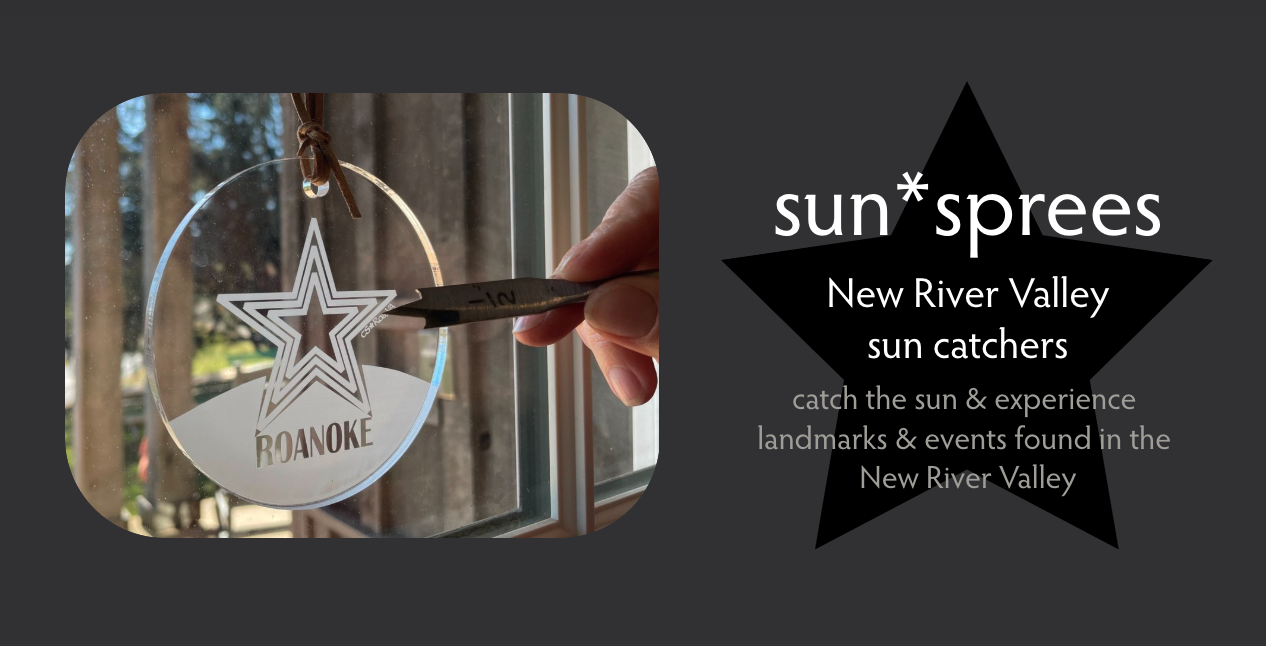 ROANOKE
sun*sprees
New River Valley
sun catchers
catch the sun & experience
landmarks & events found in the
New River Valley